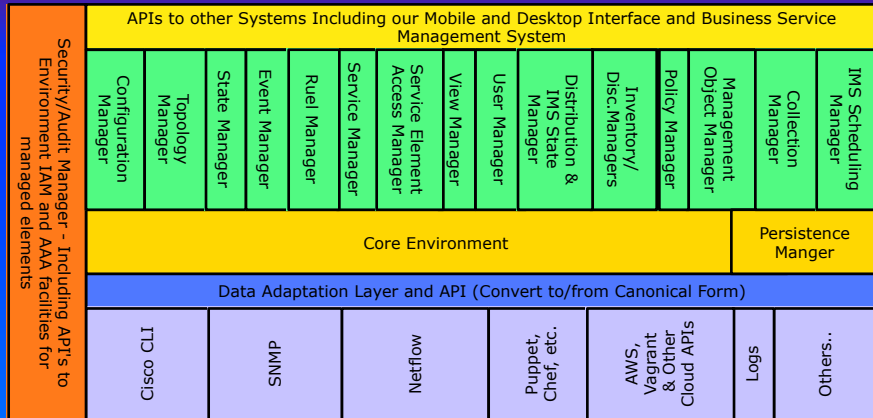 APIs to other Systems Including our Mobile and Desktop Interface and Business Service
Management System
Security/Audit Manager - Including API's to
Environment IAM and AAA facilities for
managed elements
Configuration
Manager
Topology
Manager
State Manager
Event Manager
Ruel Manager
Service Manager
Service Element
Access Manager
View Manager
User Manager
Distribution &
IMS State
Manager
Inventory/
Disc.Managers
Policy Manager
Management
Object Manager
Collection
Manager
IMS Scheduling
Manager
Core Environment
Persistence
Manger
Data Adaptation Layer and API (Convert to/from Canonical Form)
Cisco CLI
SNMP
Netflow
Puppet,
Chef, etc.
AWS,
Vagrant
& Other
Cloud APIs
Logs
Others..